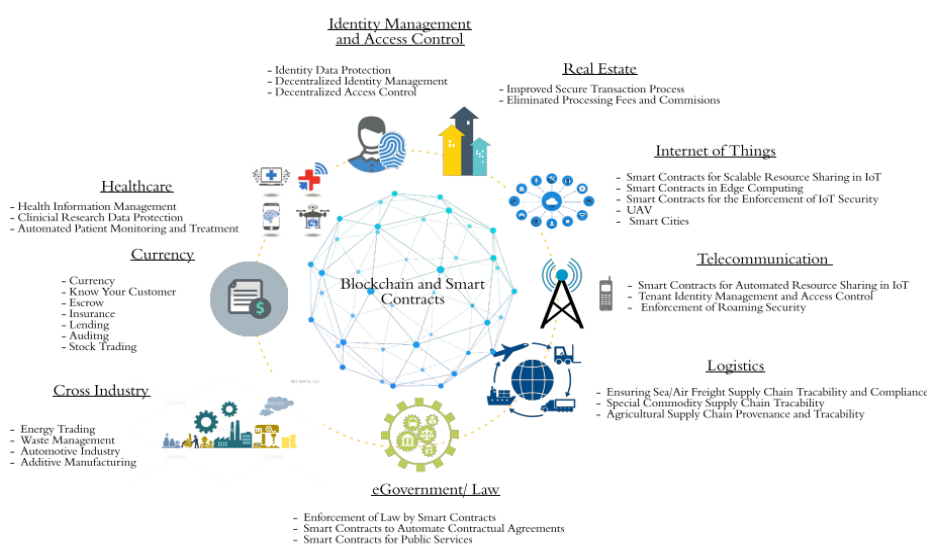 Identity Management
and Access Control
- Identity Data Protection
- Decentralized Identity Management
- Decentralized Access Control
Real Estate
- Improved Secure Transaction Process
- Eliminated Processing Fees and Commisions
Internet of Things
- Smart Contracts for Scalable Resource Sharing in IoT
- Smart Contracts in Edge Computing
- Smart Contracts for the Enforcement of IoT Security
- UAV
- Smart Cities
Healthcare
- Health Information Management
- Clinicial Research Data Protection
- Automated Patient Monitoring and Treatment
Currency
- Currency
- Know Your Customer
- Escrow
- Insurance
- Lending
- Auditng
- Stock Trading
Blockchain and Smart
Contracts
Telecommunication
- Smart Contracts for Automated Resource Sharing in IoT
- Tenant Identity Management and Access Control
- Enforcement of Roaming Security
Logistics
- Ensuring Sea/Air Freight Supply Chain Tracability and Compliance
- Special Commodity Supply Chain Tracability
- Agricultural Supply Chain Provenance and Tracability
Cross Industry
- Energy Trading
- Waste Management
- Automotive Industry
- Additive Manufacturing
eGovernment/ Law
- Enforcement of Law by Smart Contracts
- Smart Contracts to Automate Contractual Agreements
- Smart Contracts for Public Services